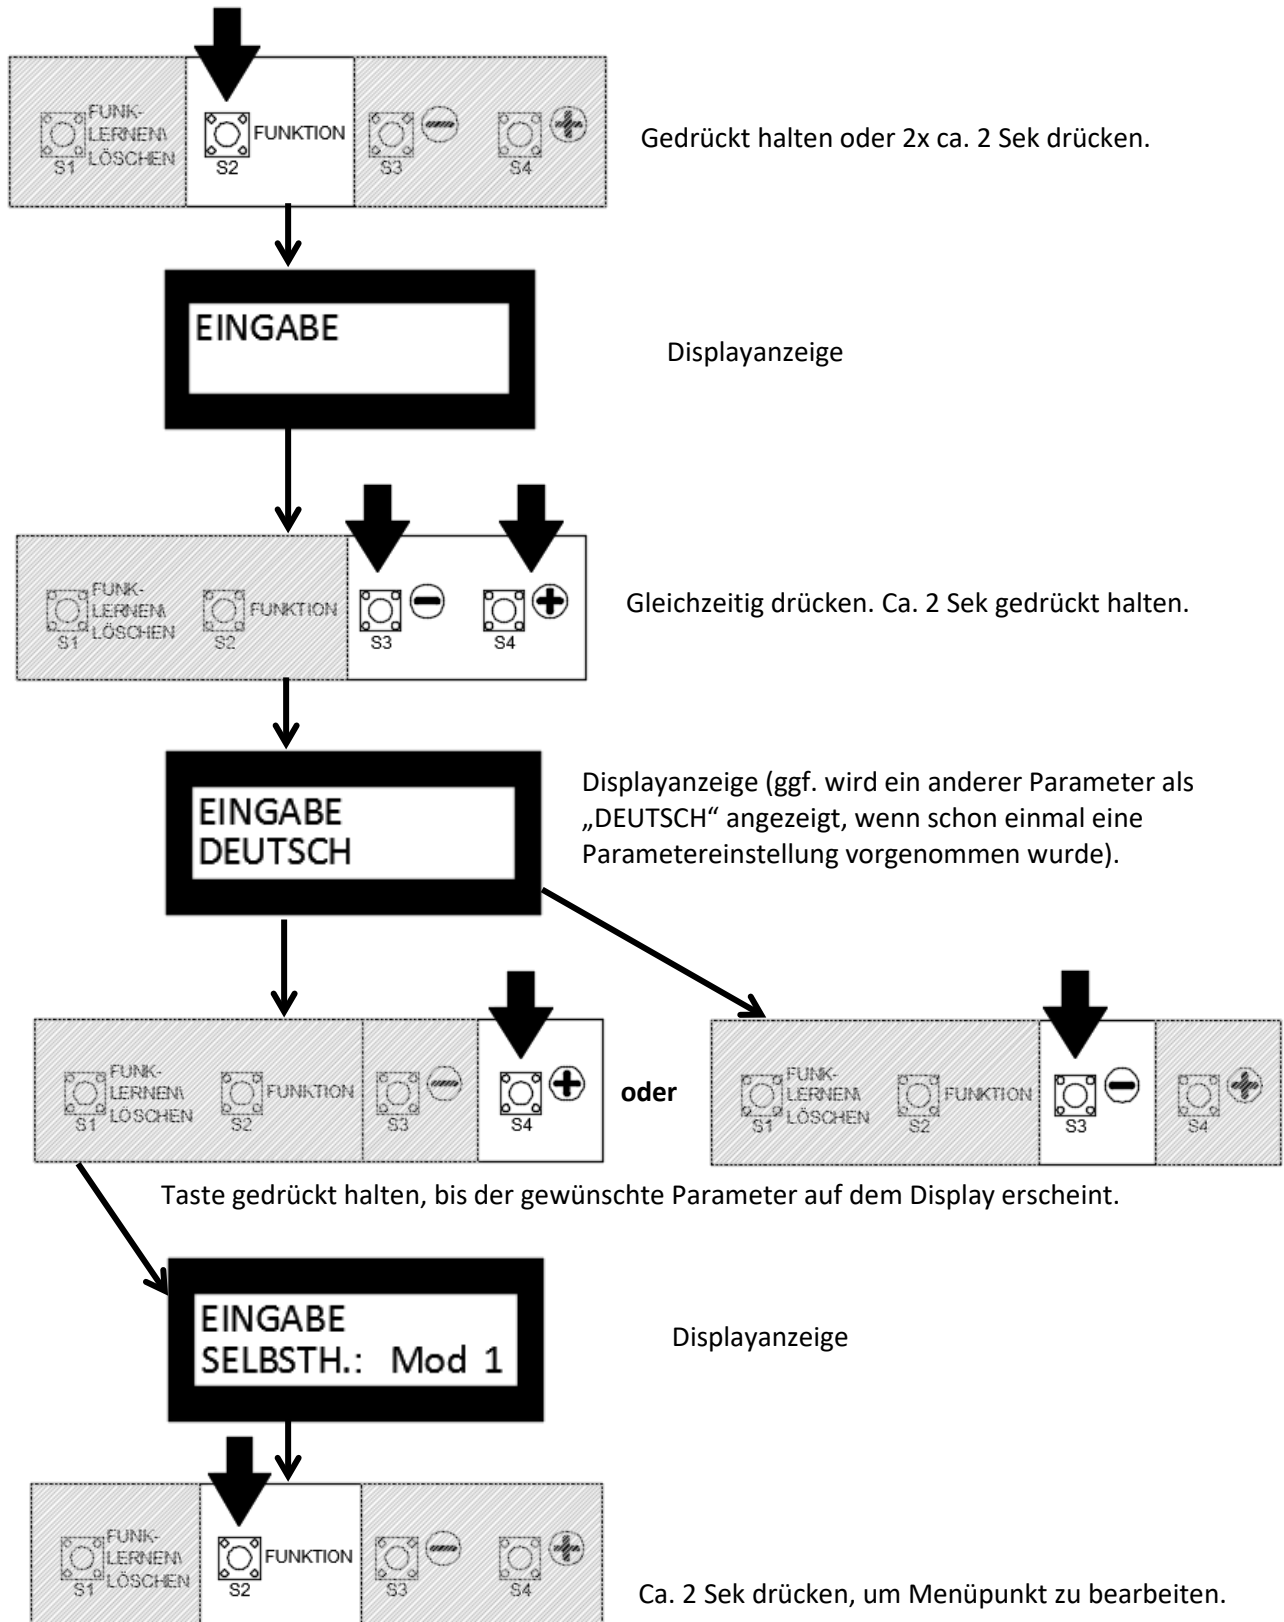 FUNK-
LERNEN\
LÖSCHEN
S1
FUNKTION
S2
S3
S4
Gedrückt halten oder 2x ca. 2 Sek drücken.
EINGABE
Displayanzeige
FUNK-
LERNEN\
LÖSCHEN
S1
FUNKTION
S2
S3
S4
Gleichzeitig drücken. Ca. 2 Sek gedrückt halten.
EINGABE
DEUTSCH
Displayanzeige (ggf. wird ein anderer Parameter als
„DEUTSCH“ angezeigt, wenn schon einmal eine
Parametereinstellung vorgenommen wurde).
FUNK-
LERNEN\
LÖSCHEN
S1
FUNKTION
S2
S3
S4
oder
FUNK-
LERNEN\
LÖSCHEN
S1
FUNKTION
S2
S3
S4
Taste gedrückt halten, bis der gewünschte Parameter auf dem Display erscheint.
EINGABE
SELBSTH.: Mod 1
Displayanzeige
FUNK-
LERNEN\
LÖSCHEN
S1
FUNKTION
S2
S3
S4
Ca. 2 Sek drücken, um Menüpunkt zu bearbeiten.